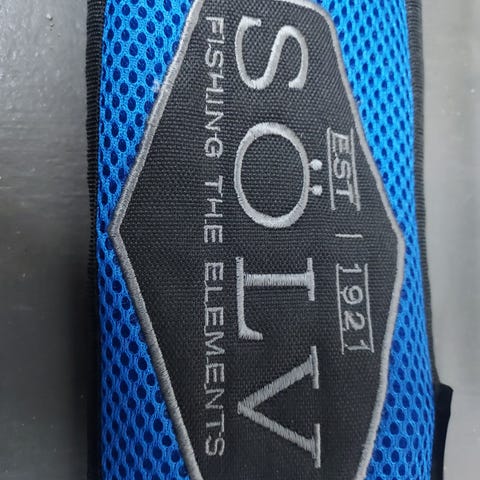 EST | 1921
SÖLV
FISHING THE ELEMENTS